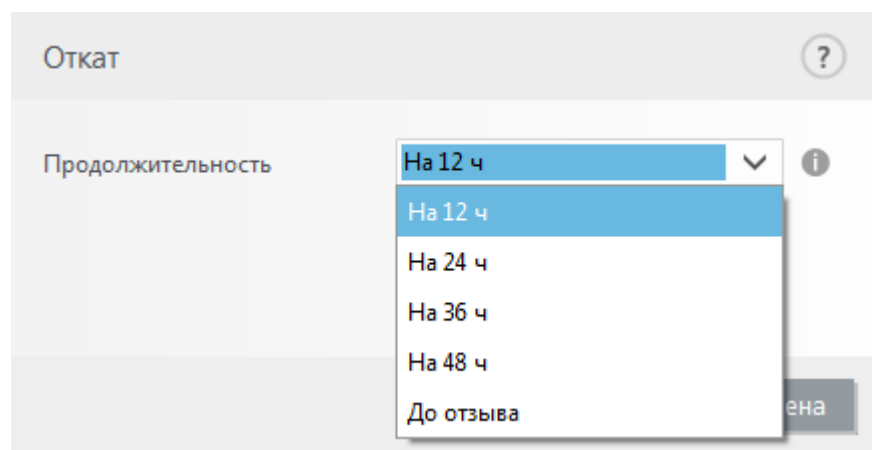 Откат
?
Продолжительность
На 12 ч
На 12 ч
На 24 ч
На 36 ч
На 48 ч
До отзыва